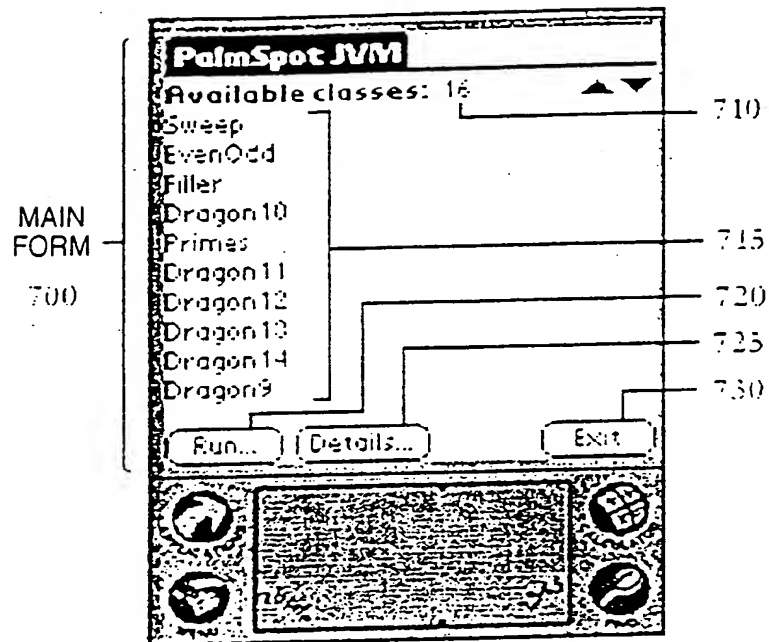 PalmSpot JVM
Available classes: 16
710
Sweep
EvenOdd
Filler
Dragon10
Primes
Dragon11
Dragon12
Dragon13
Dragon14
Dragon9
MAIN
FORM
700
715
720
725
730
Run...
Details...
Exit